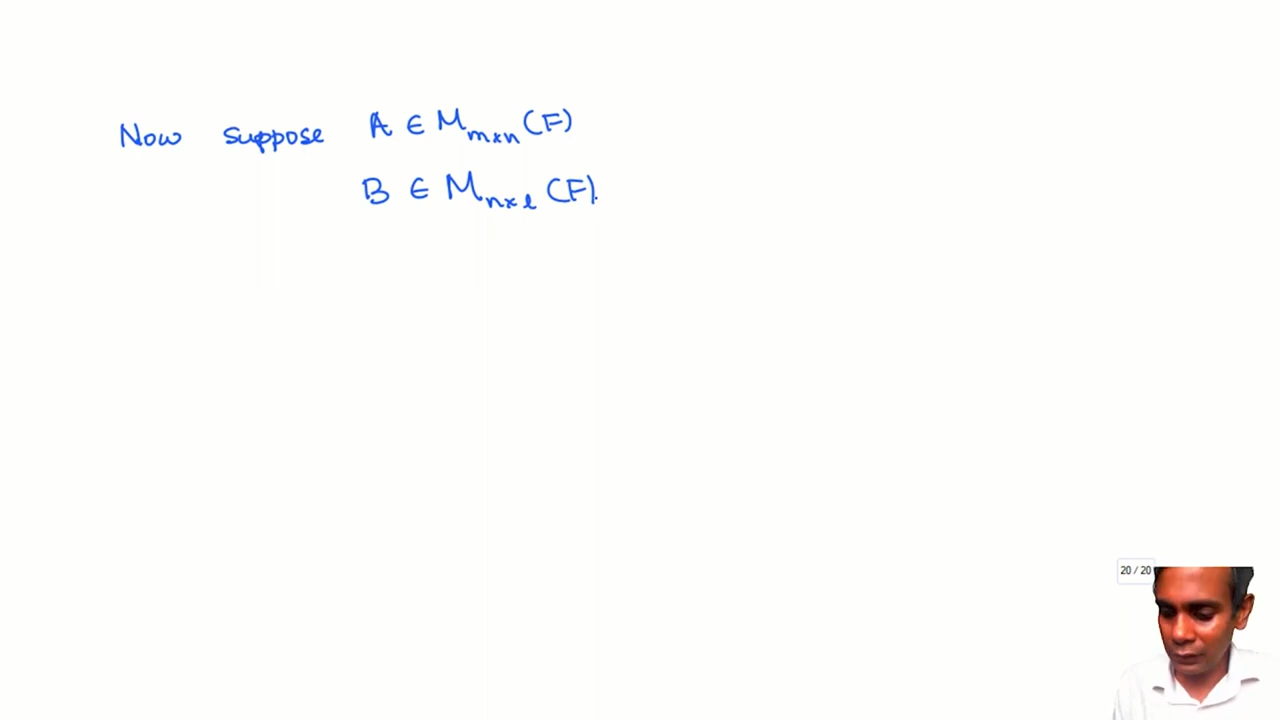 Now suppose A ∈ M_{m×n}(F)
B ∈ M_{n×l}(F).
20 / 20